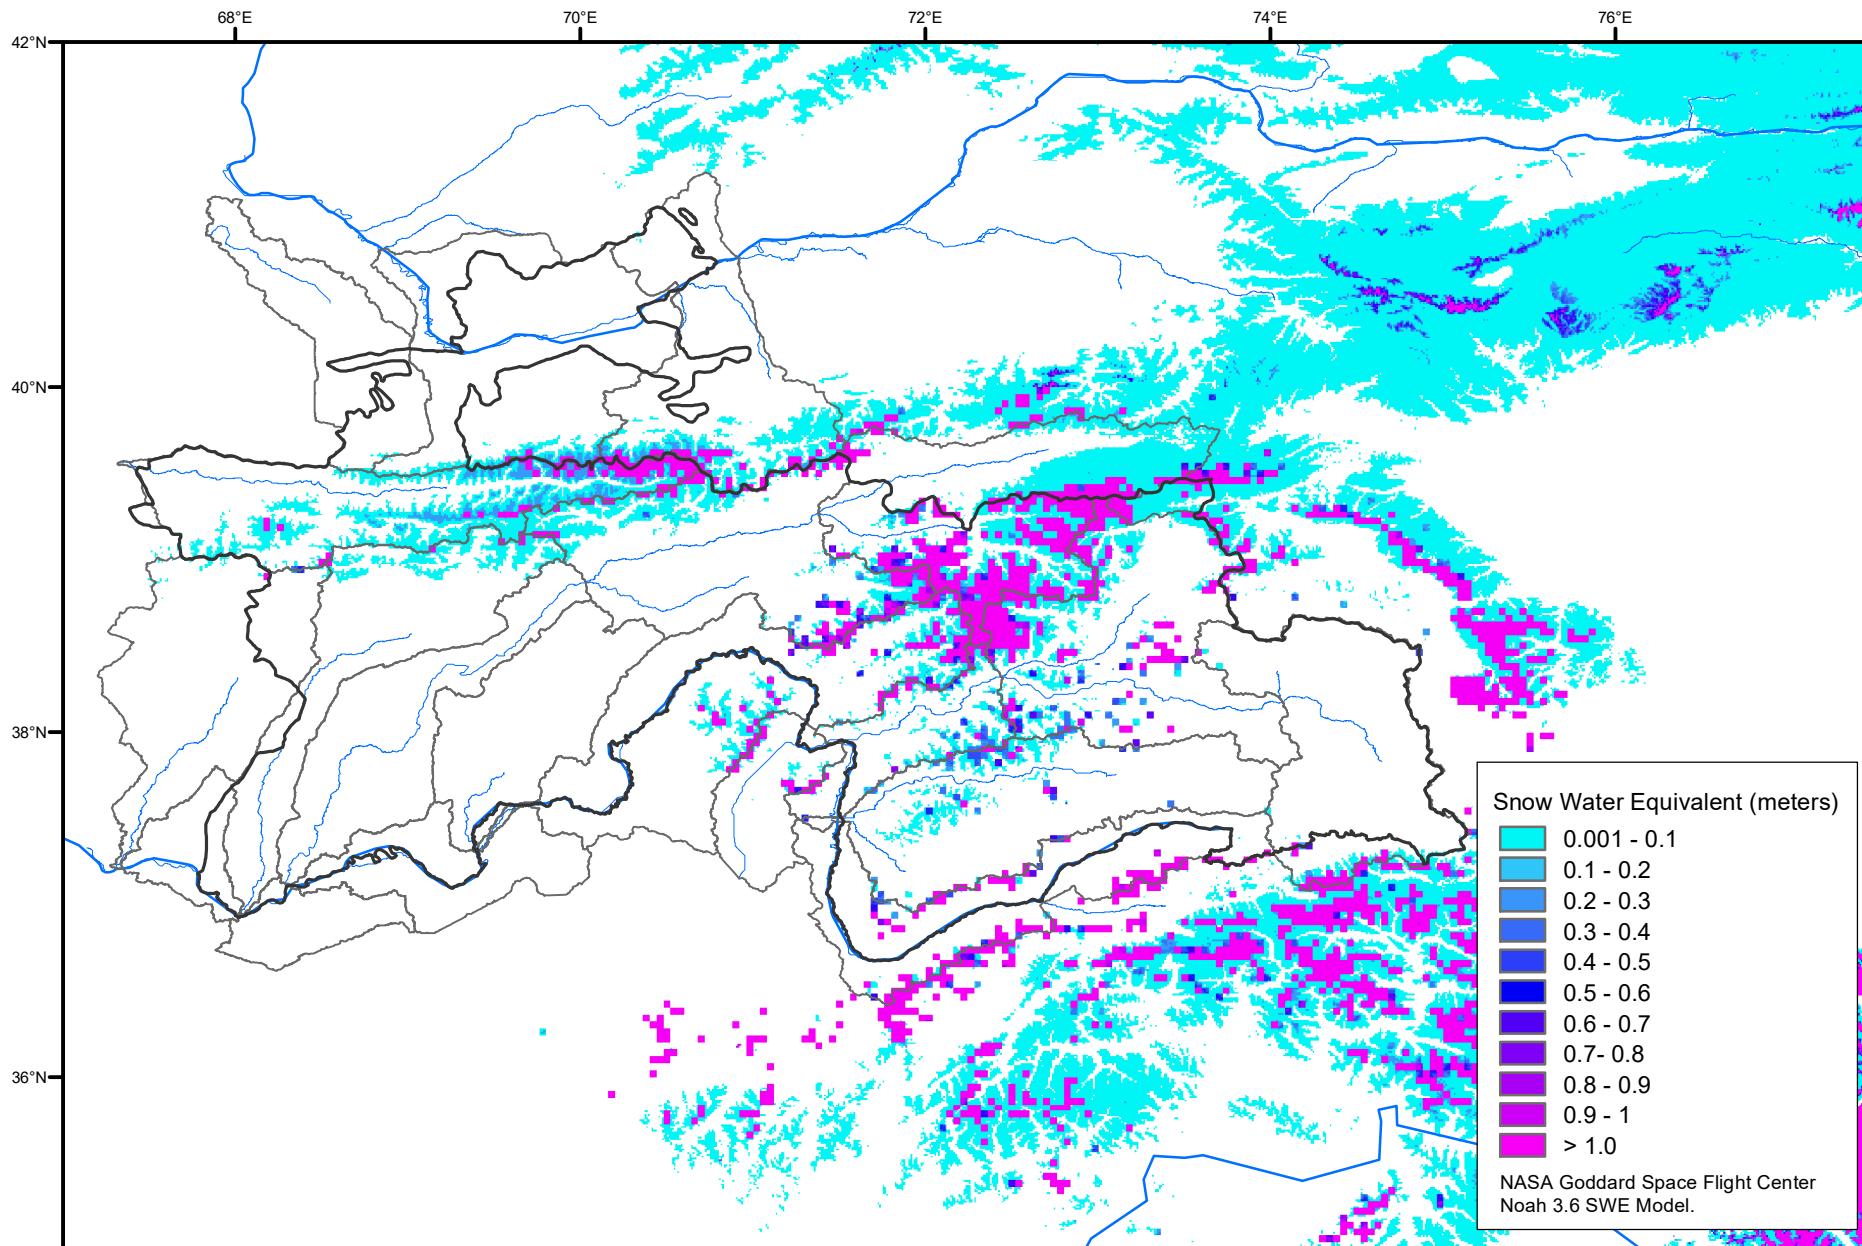 68°E
70°E
72°E
74°E
76°E
42°N
40°N
38°N
36°N
Snow Water Equivalent (meters)
0.001 - 0.1
0.1 - 0.2
0.2 - 0.3
0.3 - 0.4
0.4 - 0.5
0.5 - 0.6
0.6 - 0.7
0.7- 0.8
0.8 - 0.9
0.9 - 1
> 1.0
NASA Goddard Space Flight Center
Noah 3.6 SWE Model.